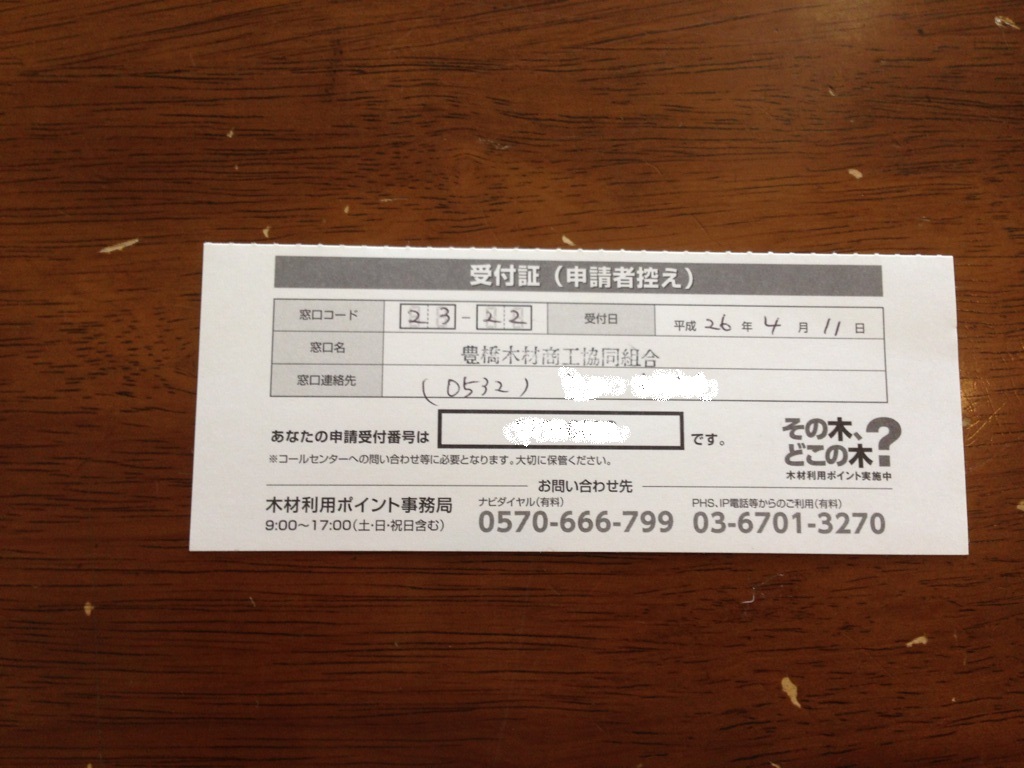 受付証（申請者控え）
窓口コード 23-22 受付日 平成26年4月11日
窓口名 豊橋木材商工協同組合
窓口連絡先 (0532)
あなたの申請受付番号は です。
※コールセンターへの問い合わせ等に必要となります。大切に保管ください。
その木、
どこの木?
木材利用ポイント実施中
お問い合わせ先
木材利用ポイント事務局
9:00～17:00(土・日・祝日含む)
ナビダイヤル(有料)
0570-666-799
PHS、IP電話等からのご利用(有料)
03-6701-3270